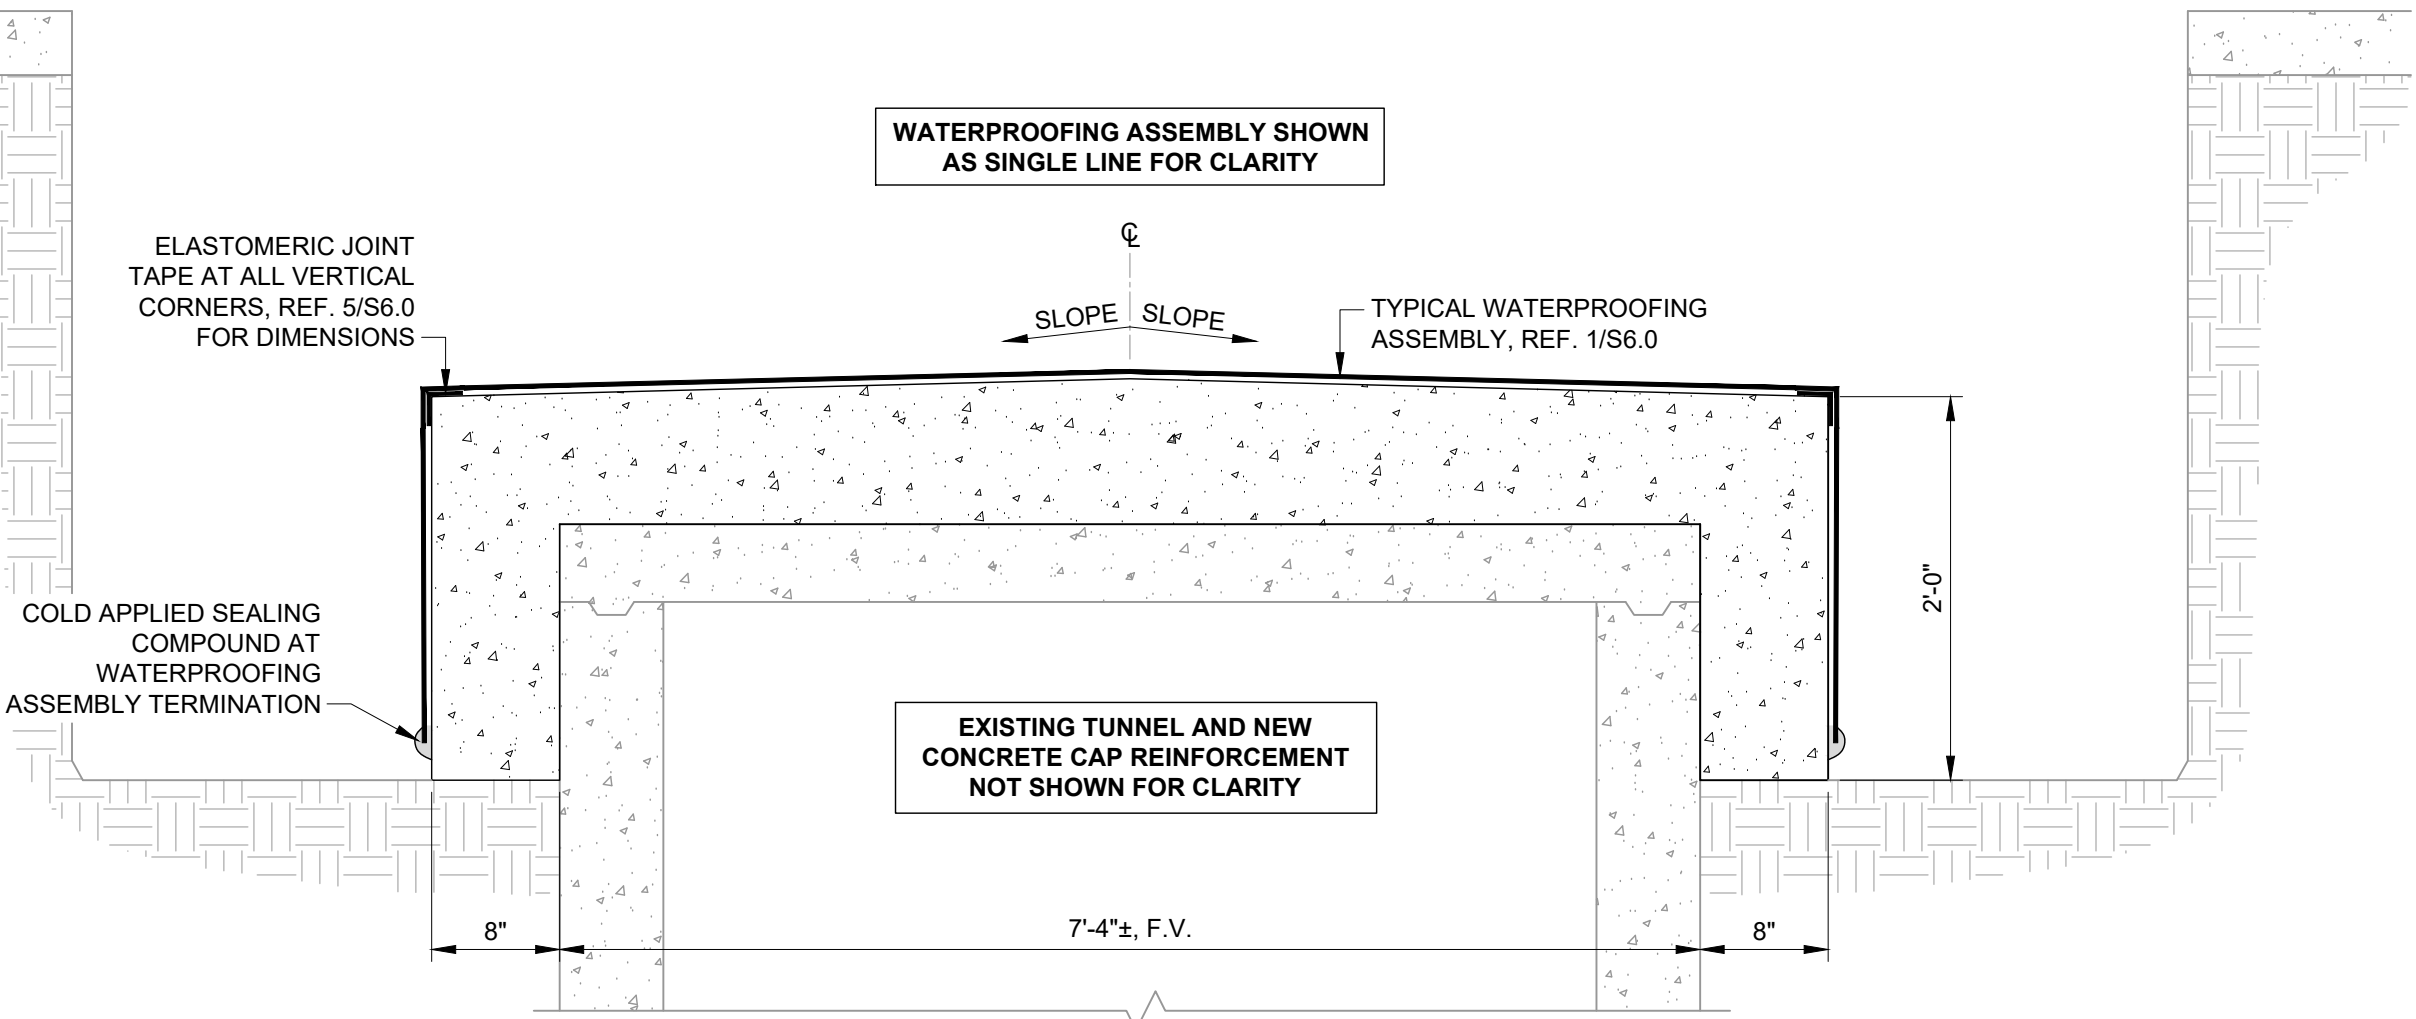 WATERPROOFING ASSEMBLY SHOWN
AS SINGLE LINE FOR CLARITY
ELASTOMERIC JOINT
TAPE AT ALL VERTICAL
CORNERS, REF. 5/S6.0
FOR DIMENSIONS
℄
SLOPE
SLOPE
TYPICAL WATERPROOFING
ASSEMBLY, REF. 1/S6.0
2'-0"
COLD APPLIED SEALING
COMPOUND AT
WATERPROOFING
ASSEMBLY TERMINATION
EXISTING TUNNEL AND NEW
CONCRETE CAP REINFORCEMENT
NOT SHOWN FOR CLARITY
8"
7'-4"±, F.V.
8"